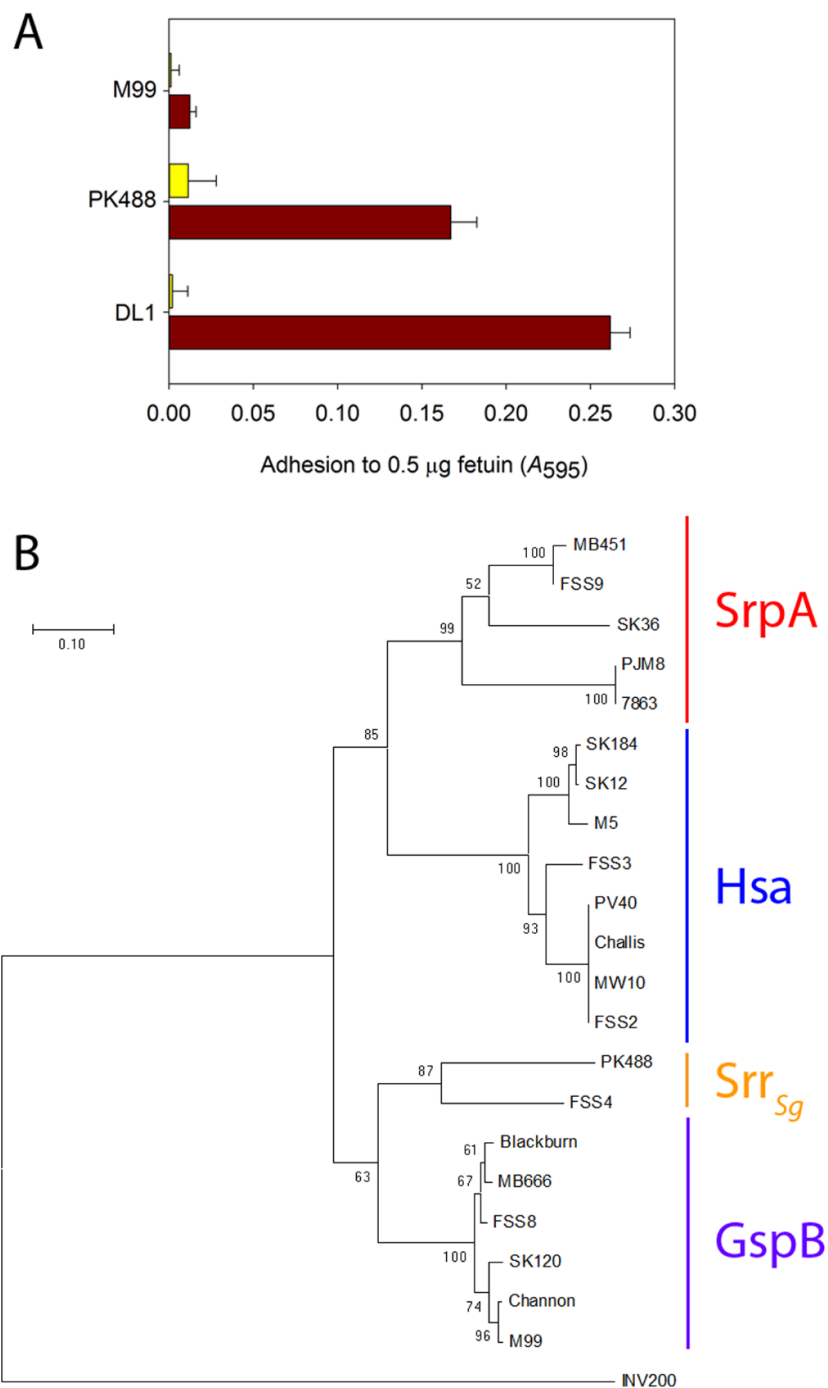 A
M99
PK488
DL1
0.00 0.05 0.10 0.15 0.20 0.25 0.30
Adhesion to 0.5 µg fetuin (A595)
B
0.10
MB451
100
FSS9
52
SK36
99
PJM8
100
7863
SrpA
85
SK184
98
SK12
100
M5
100
FSS3
93
PV40
Challis
100
MW10
FSS2
Hsa
PK488
87
FSS4
SrrSg
63
Blackburn
61
MB666
67
FSS8
100
SK120
74
Channon
96
M99
GspB
INV200